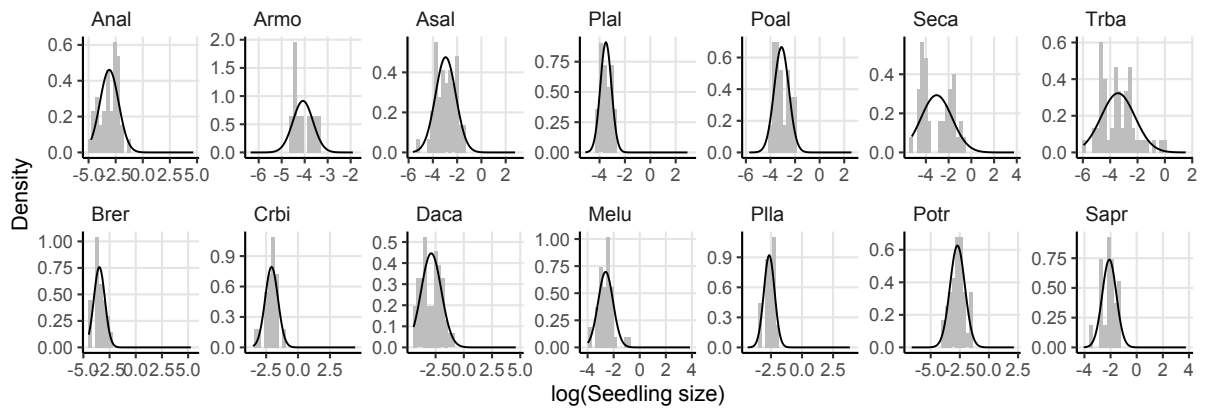 Anal Armo Asal Plal Poal Seca Trba
0.6 0.4 0.2 0.0
-5.0 -2.5 0.0 2.5 5.0
2.0 1.5 1.0 0.5 0.0
-6 -5 -4 -3 -2
0.4 0.2 0.0
-6 -4 -2 0 2
0.75 0.50 0.25 0.00
-4 -2 0 2
0.6 0.4 0.2 0.0
-6 -4 -2 0 2
0.4 0.2 0.0
-4 -2 0 2 4
0.6 0.4 0.2 0.0
-6 -4 -2 0 2
Density
Brer Crbi Daca Melu Plla Potr Sapr
1.00 0.75 0.50 0.25 0.00
-5.0 -2.5 0.0 2.5 5.0
0.9 0.6 0.3 0.0
-2.5 0.0 2.5
0.5 0.4 0.3 0.2 0.1 0.0
-2.5 0.0 2.5 5.0
1.00 0.75 0.50 0.25 0.00
-4 -2 0 2 4
0.9 0.6 0.3 0.0
-2.5 0.0 2.5
0.6 0.4 0.2 0.0
-5.0 -2.5 0.0 2.5
0.75 0.50 0.25 0.00
-4 -2 0 2 4
log(Seedling size)